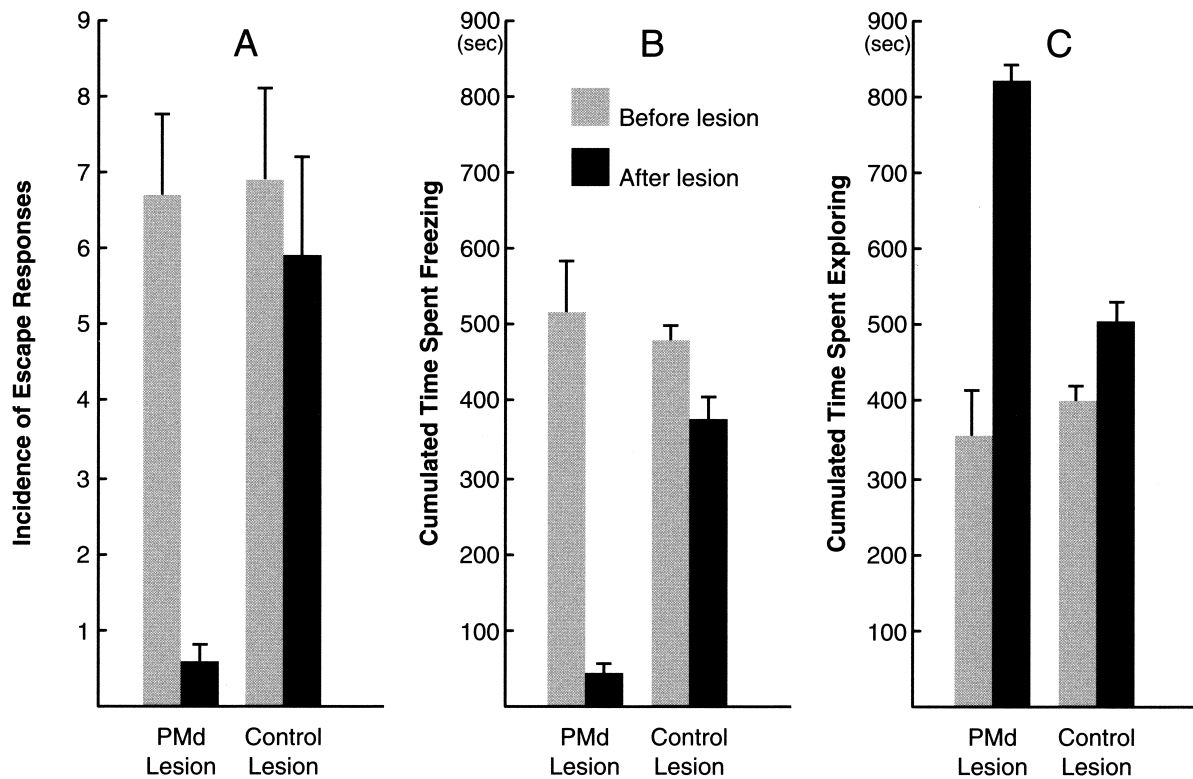 A
Incidence of Escape Responses
9
8
7
6
5
4
3
2
1
PMd
Lesion
Control
Lesion
B
Cumulated Time Spent Freezing
900
(sec)
800
700
600
500
400
300
200
100
Before lesion
After lesion
PMd
Lesion
Control
Lesion
C
Cumulated Time Spent Exploring
900
(sec)
800
700
600
500
400
300
200
100
PMd
Lesion
Control
Lesion